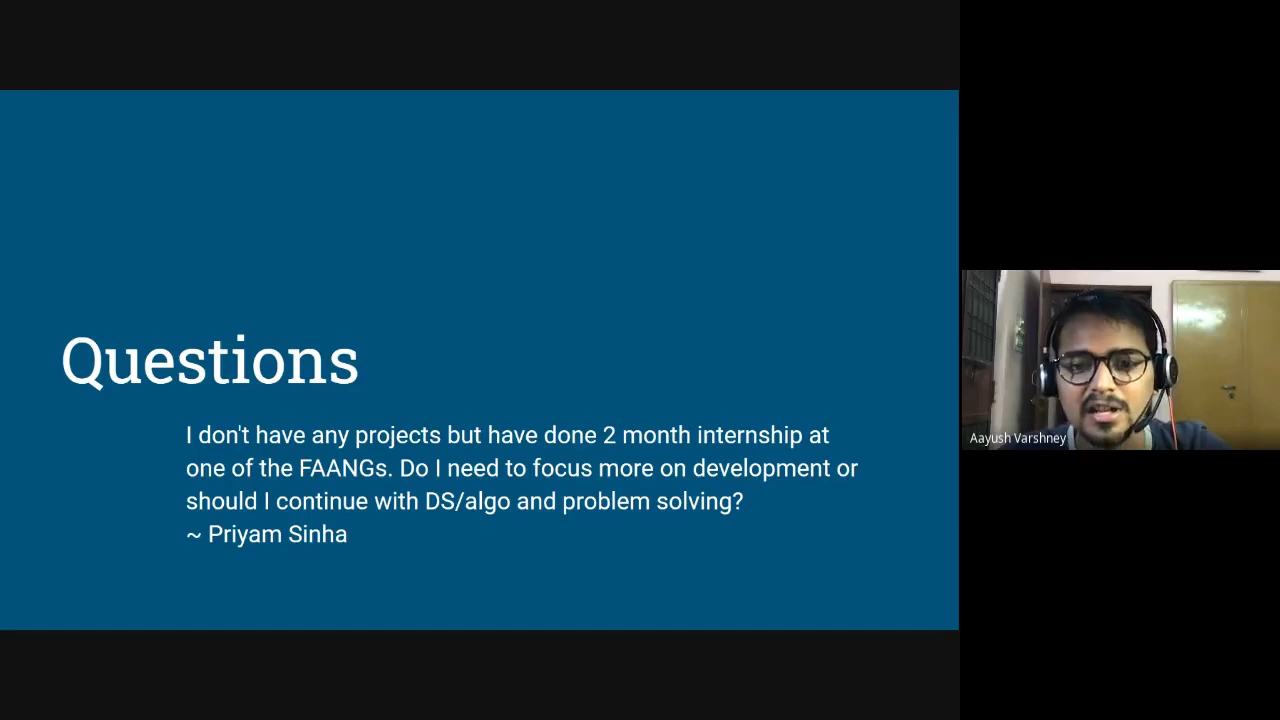 Questions
I don't have any projects but have done 2 month internship at
one of the FAANGs. Do I need to focus more on development or
should I continue with DS/algo and problem solving?
~ Priyam Sinha
Aayush Varshney